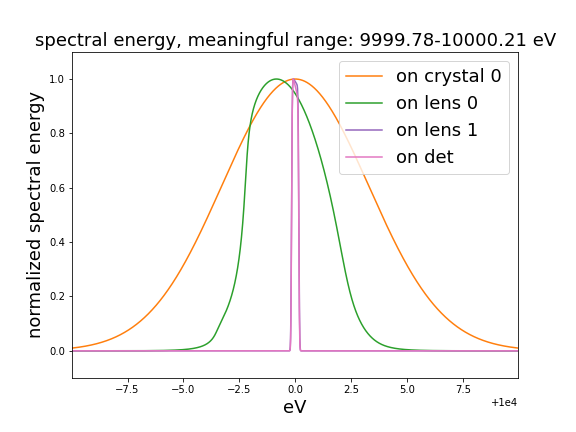 spectral energy, meaningful range: 9999.78-10000.21 eV
on crystal 0
on lens 0
on lens 1
on det
normalized spectral energy
1.0
0.8
0.6
0.4
0.2
0.0
−7.5 −5.0 −2.5 0.0 2.5 5.0 7.5
+1e4
eV